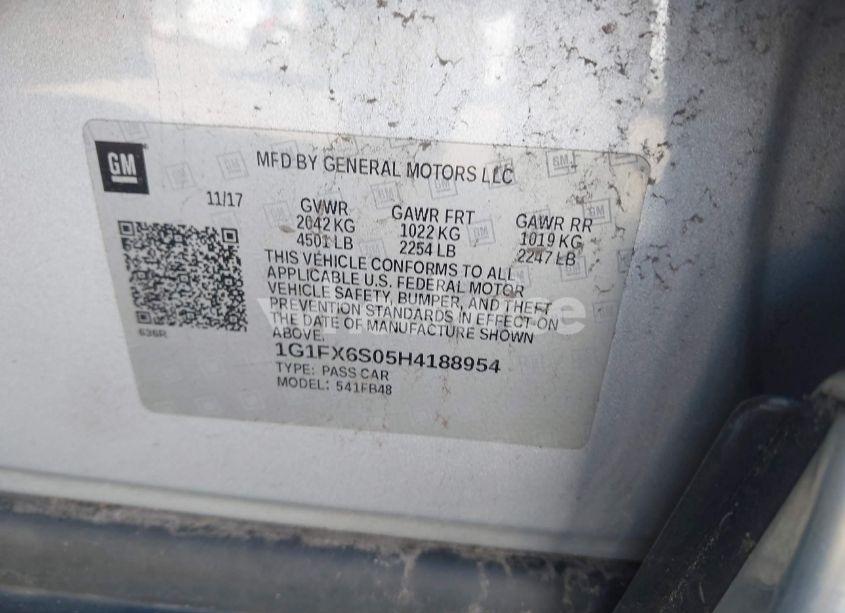 GM
MFD BY GENERAL MOTORS LLC
11/17
GVWR
2042 KG
4501 LB
GAWR FRT
1022 KG
2254 LB
GAWR RR
1019 KG
2247 LB
THIS VEHICLE CONFORMS TO ALL
APPLICABLE U.S. FEDERAL MOTOR
VEHICLE SAFETY, BUMPER, AND THEFT
PREVENTION STANDARDS IN EFFECT ON
THE DATE OF MANUFACTURE SHOWN
ABOVE.
636R
1G1FX6S05H4188954
TYPE: PASS CAR
MODEL: 541FB48